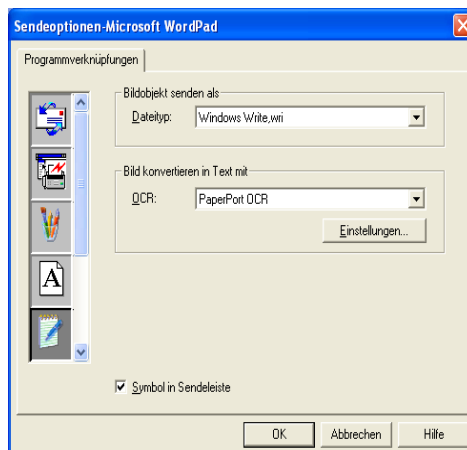 Sendeoptionen-Microsoft WordPad
Programmverknüpfungen
Bildobjekt senden als
Dateityp: Windows Write,wri
Bild konvertieren in Text mit
OCR: PaperPort OCR
Einstellungen...
A
Symbol in Sendeleiste
OK Abbrechen Hilfe